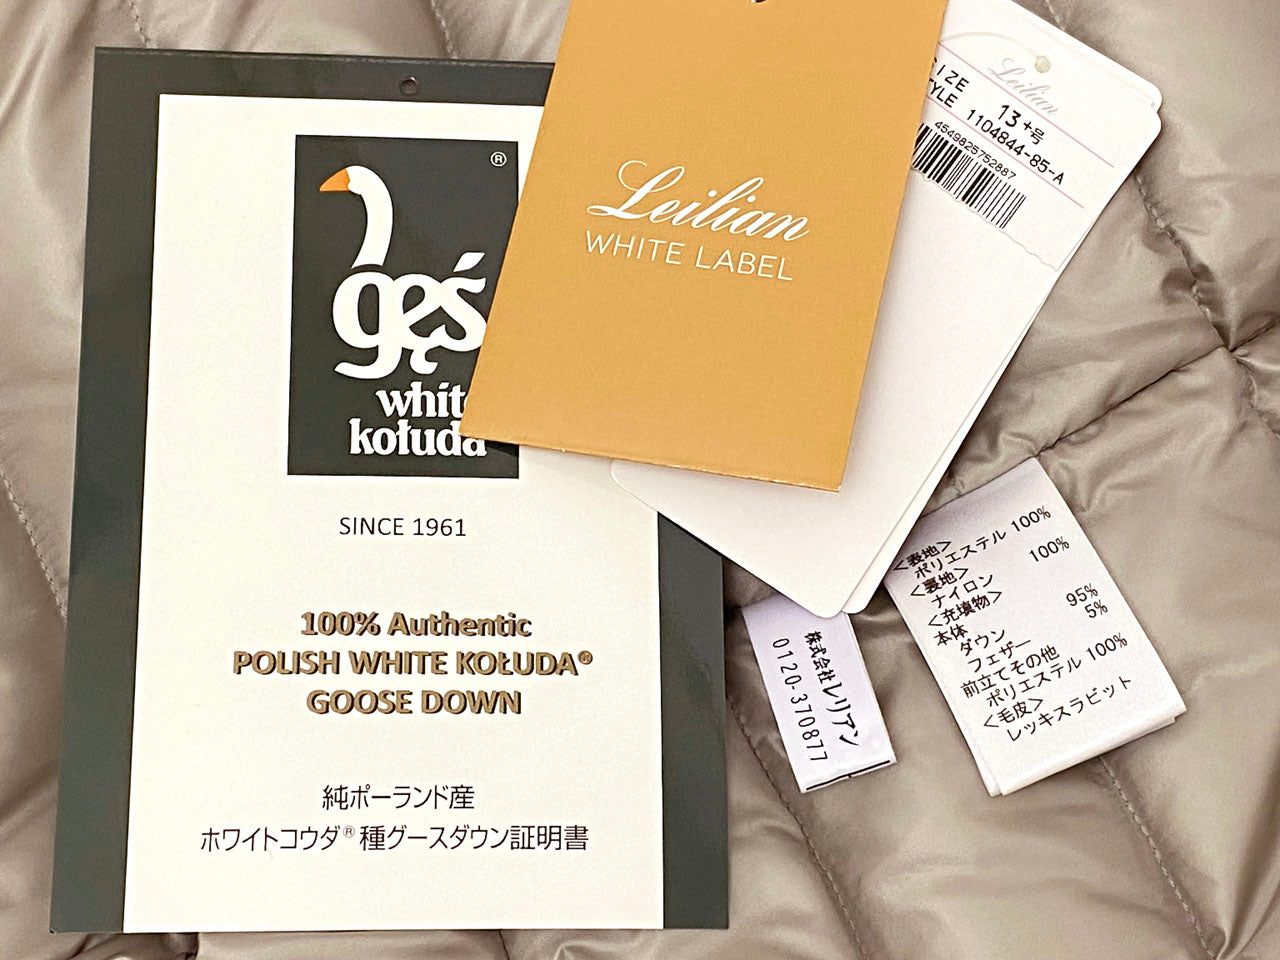 ®
gęś
white
kołuda
SINCE 1961
100% Authentic
POLISH WHITE KOŁUDA®
GOOSE DOWN
純ポーランド産
ホワイトコウダ®種グースダウン証明書
Leilian
WHITE LABEL
Leilian
SIZE 13+号
STYLE 1104844-85-A
4549825752887
株式会社レリアン
0120-370877
<表地>
ポリエステル 100%
<裏地>
ナイロン 100%
<充填物>
本体
ダウン 95%
フェザー 5%
前立てその他
ポリエステル 100%
<毛皮>
レッキスラビット